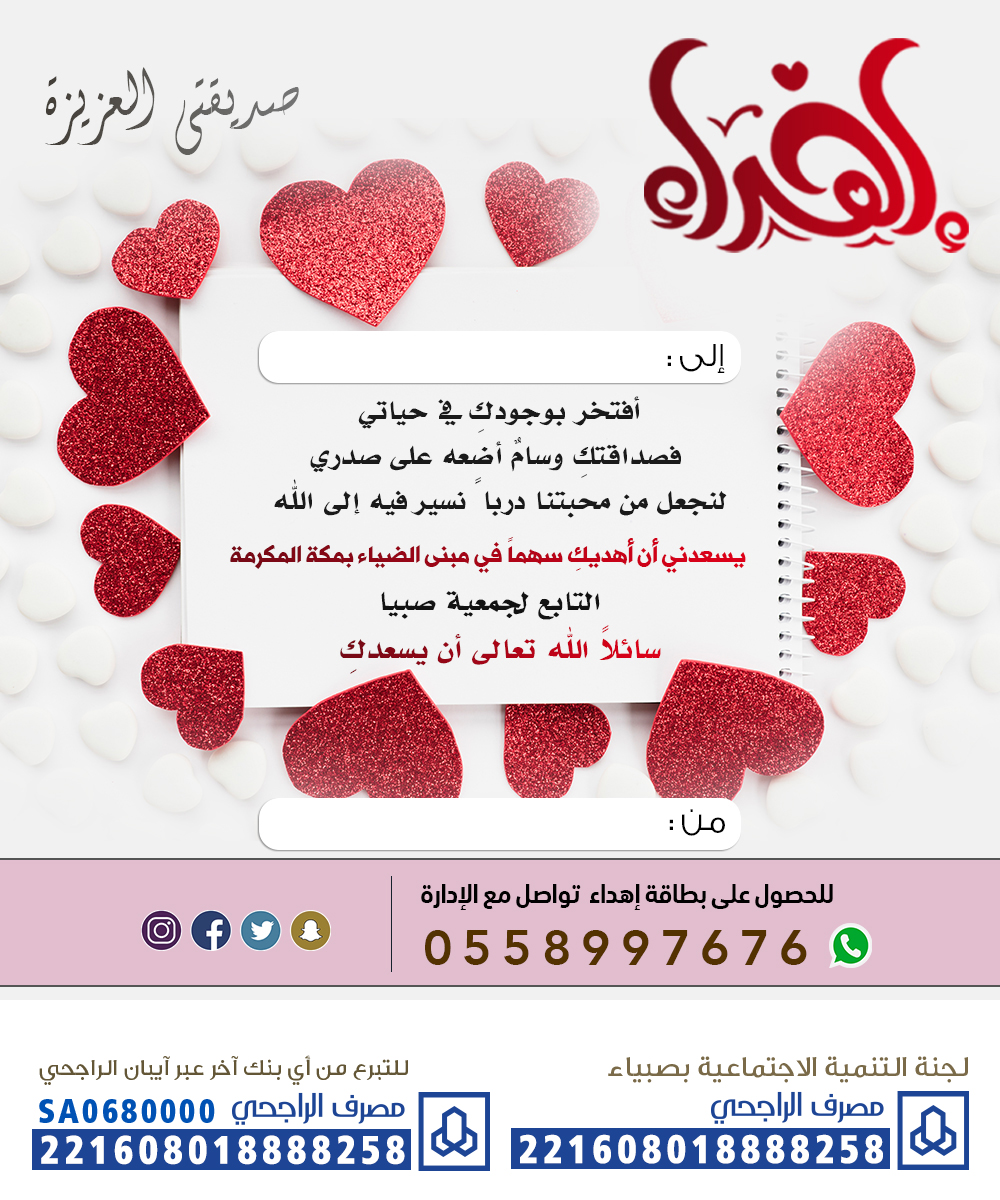 إهداء
صديقتي العزيزة
إلى :
أفتخر بوجودكِ في حياتي
فصداقتكِ وسامٌ أضعه على صدري
لنجعل من محبتنا درباً نسير فيه إلى الله
يسعدني أن أهديكِ سهماً في مبنى الضياء بمكة المكرمة
التابع لجمعية صبيا
سائلاً الله تعالى أن يسعدكِ
من :
للحصول على بطاقة إهداء تواصل مع الإدارة
0558997676
لجنة التنمية الاجتماعية بصبياء
مصرف الراجحي
221608018888258
للتبرع من أي بنك آخر عبر آيبان الراجحي
مصرف الراجحي SA0680000
221608018888258